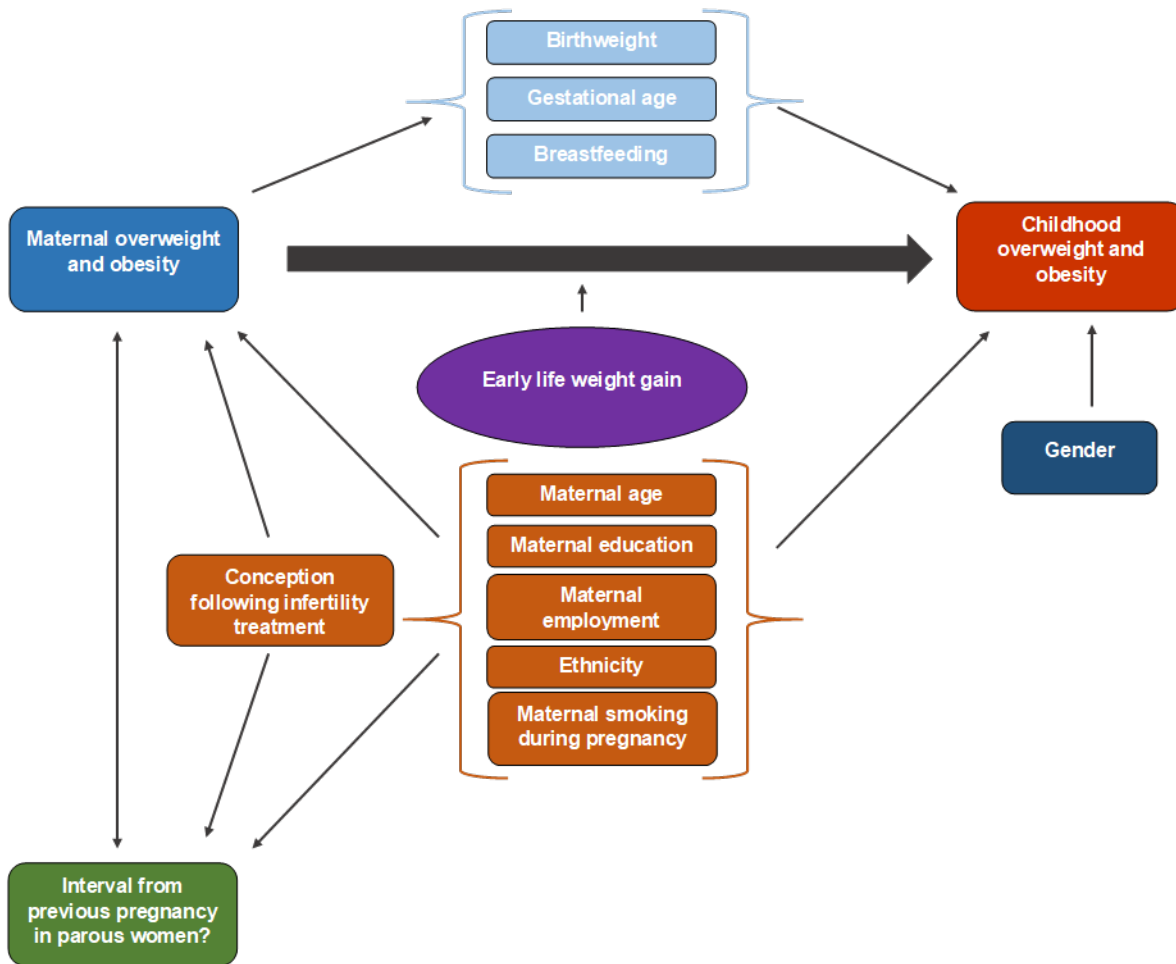 Birthweight
Gestational age
Breastfeeding
Maternal overweight
and obesity
Childhood
overweight and
obesity
Early life weight gain
Gender
Maternal age
Maternal education
Maternal
employment
Ethnicity
Maternal smoking
during pregnancy
Conception
following infertility
treatment
Interval from
previous pregnancy
in parous women?